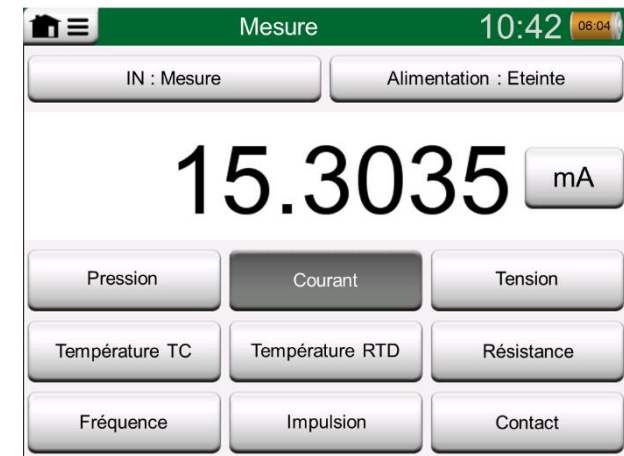 Mesure 10:42 06:04
IN : Mesure Alimentation : Eteinte
15.3035 mA
Pression Courant Tension
Température TC Température RTD Résistance
Fréquence Impulsion Contact